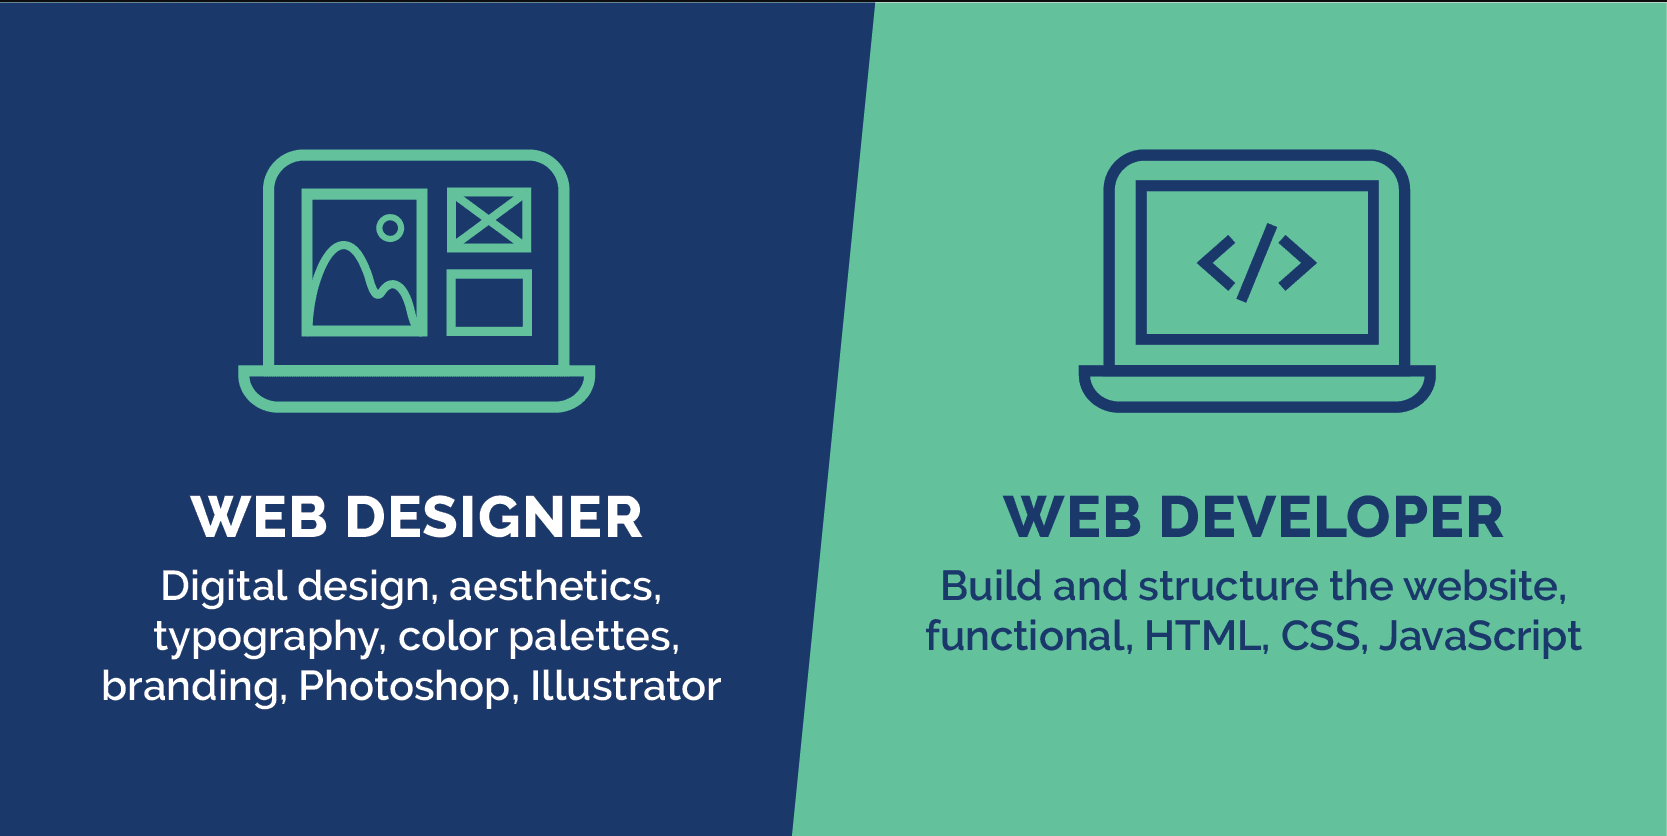 WEB DESIGNER
Digital design, aesthetics,
typography, color palettes,
branding, Photoshop, Illustrator
</>
WEB DEVELOPER
Build and structure the website,
functional, HTML, CSS, JavaScript